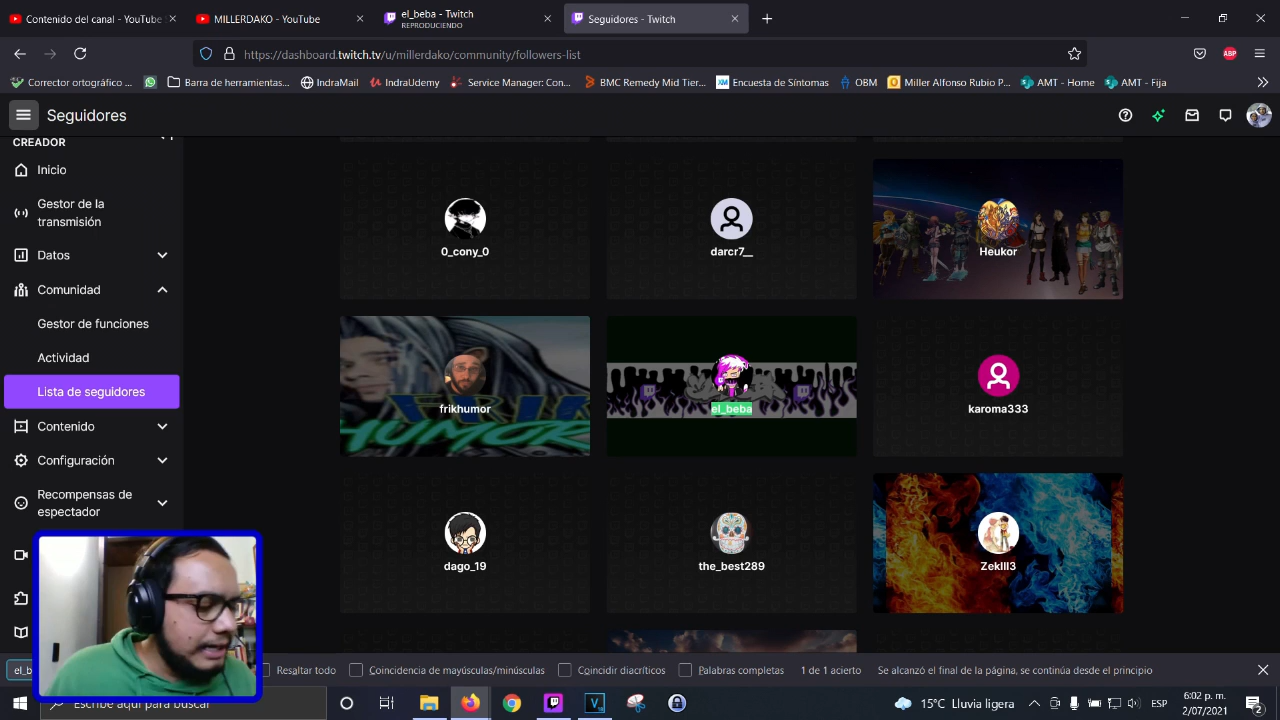 Contenido del canal - YouTube
MILLERDAKO - YouTube
el_beba - Twitch
REPRODUCIENDO
Seguidores - Twitch
https://dashboard.twitch.tv/u/millerdako/community/followers-list
ABP
Corrector ortográfico ...
Barra de herramientas...
IndraMail
IndraUdemy
Service Manager: Con...
BMC Remedy Mid Tier...
Encuesta de Síntomas
OBM
Miller Alfonso Rubio P...
AMT - Home
AMT - Fija
Seguidores
CREADOR
Inicio
Gestor de la
transmisión
Datos
Comunidad
Gestor de funciones
Actividad
Lista de seguidores
Contenido
Configuración
Recompensas de
espectador
0_cony_0
darcr7__
Heukor
frikhumor
el_beba
karoma333
HUMOR
dago_19
the_best289
el_b
Resaltar todo
Coincidencia de mayúsculas/minúsculas
Coincidir diacríticos
Palabras completas
1 de 1 acierto
Se alcanzó el final de la página, se continúa desde el principio
Escribe aquí para buscar
15°C Lluvia ligera
ESP
6:02 p. m.
2/07/2021
2